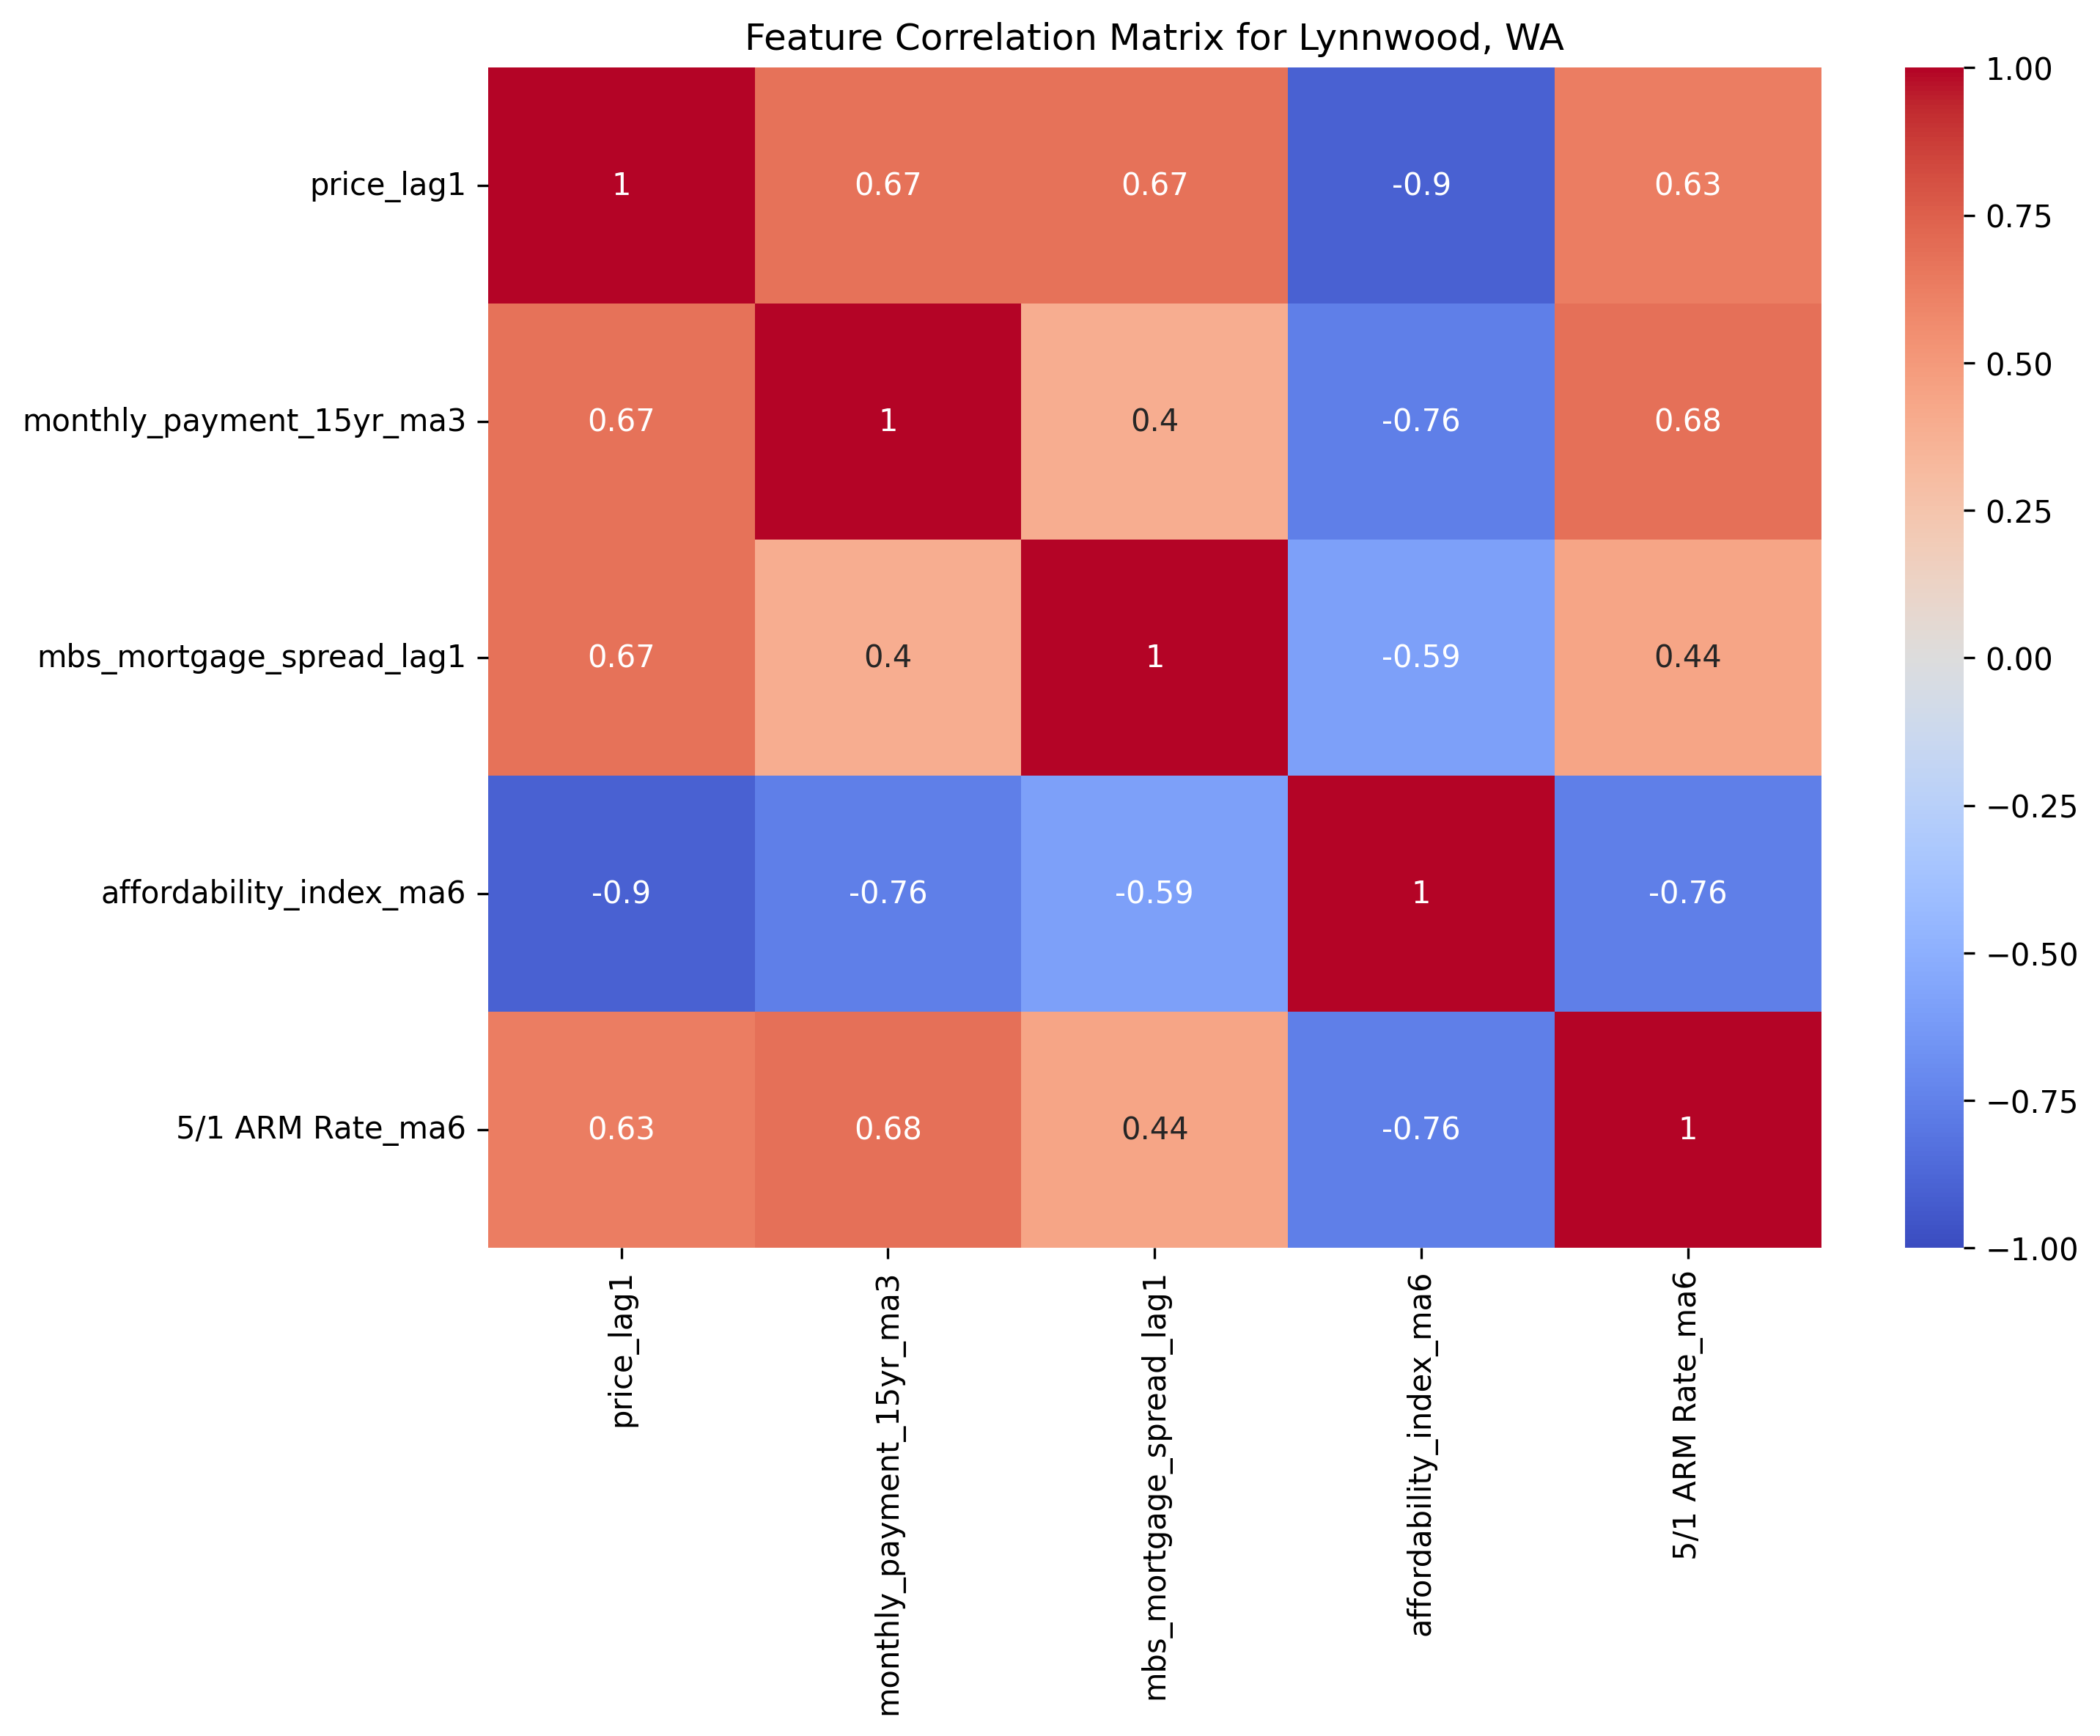 Feature Correlation Matrix for Lynnwood, WA
price_lag1 1 0.67 0.67 -0.9 0.63
monthly_payment_15yr_ma3 0.67 1 0.4 -0.76 0.68
mbs_mortgage_spread_lag1 0.67 0.4 1 -0.59 0.44
affordability_index_ma6 -0.9 -0.76 -0.59 1 -0.76
5/1 ARM Rate_ma6 0.63 0.68 0.44 -0.76 1
price_lag1
monthly_payment_15yr_ma3
mbs_mortgage_spread_lag1
affordability_index_ma6
5/1 ARM Rate_ma6
1.00
0.75
0.50
0.25
0.00
−0.25
−0.50
−0.75
−1.00